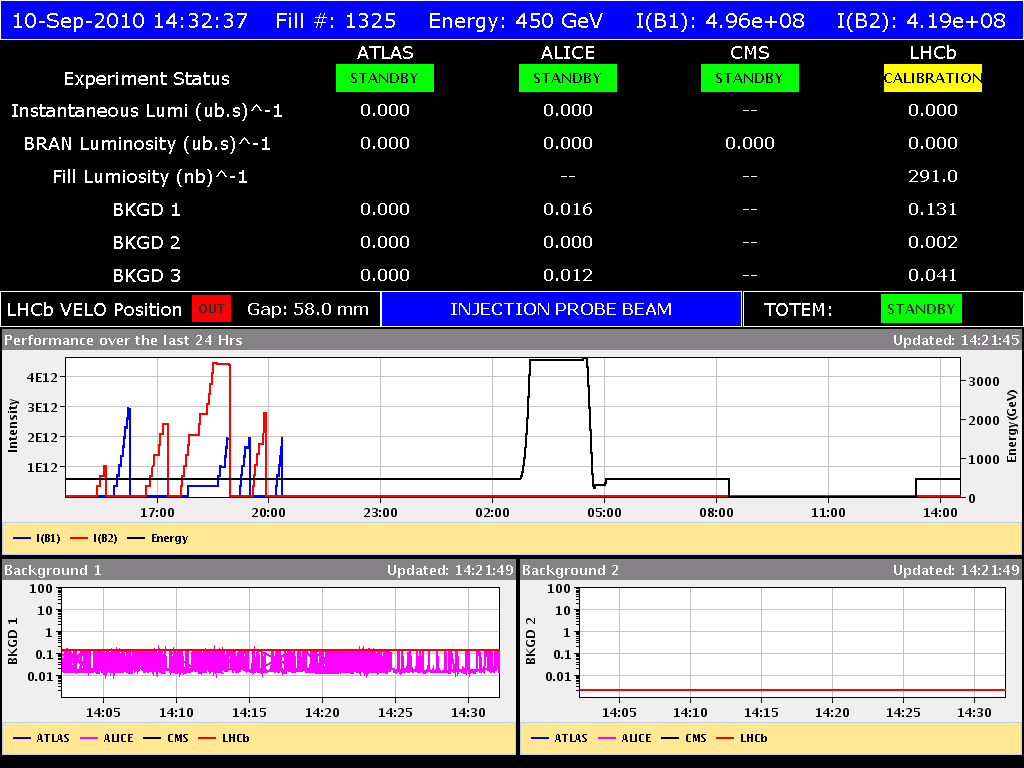 10-Sep-2010 14:32:37 Fill #: 1325 Energy: 450 GeV I(B1): 4.96e+08 I(B2): 4.19e+08
ATLAS ALICE CMS LHCb
Experiment Status STANDBY STANDBY STANDBY CALIBRATION
Instantaneous Lumi (ub.s)^-1 0.000 0.000 -- 0.000
BRAN Luminosity (ub.s)^-1 0.000 0.000 0.000 0.000
Fill Lumiosity (nb)^-1 -- -- 291.0
BKGD 1 0.000 0.016 -- 0.131
BKGD 2 0.000 0.000 -- 0.002
BKGD 3 0.000 0.012 -- 0.041
LHCb VELO Position OUT Gap: 58.0 mm INJECTION PROBE BEAM TOTEM: STANDBY
Performance over the last 24 Hrs Updated: 14:21:45
Intensity
4E12
3E12
2E12
1E12
3000
2000
1000
0
Energy(GeV)
17:00 20:00 23:00 02:00 05:00 08:00 11:00 14:00
I(B1) I(B2) Energy
Background 1 Updated: 14:21:49
BKGD 1
100
10
1
0.1
0.01
14:05 14:10 14:15 14:20 14:25 14:30
ATLAS ALICE CMS LHCb
Background 2 Updated: 14:21:49
BKGD 2
100
10
1
0.1
0.01
14:05 14:10 14:15 14:20 14:25 14:30
ATLAS ALICE CMS LHCb